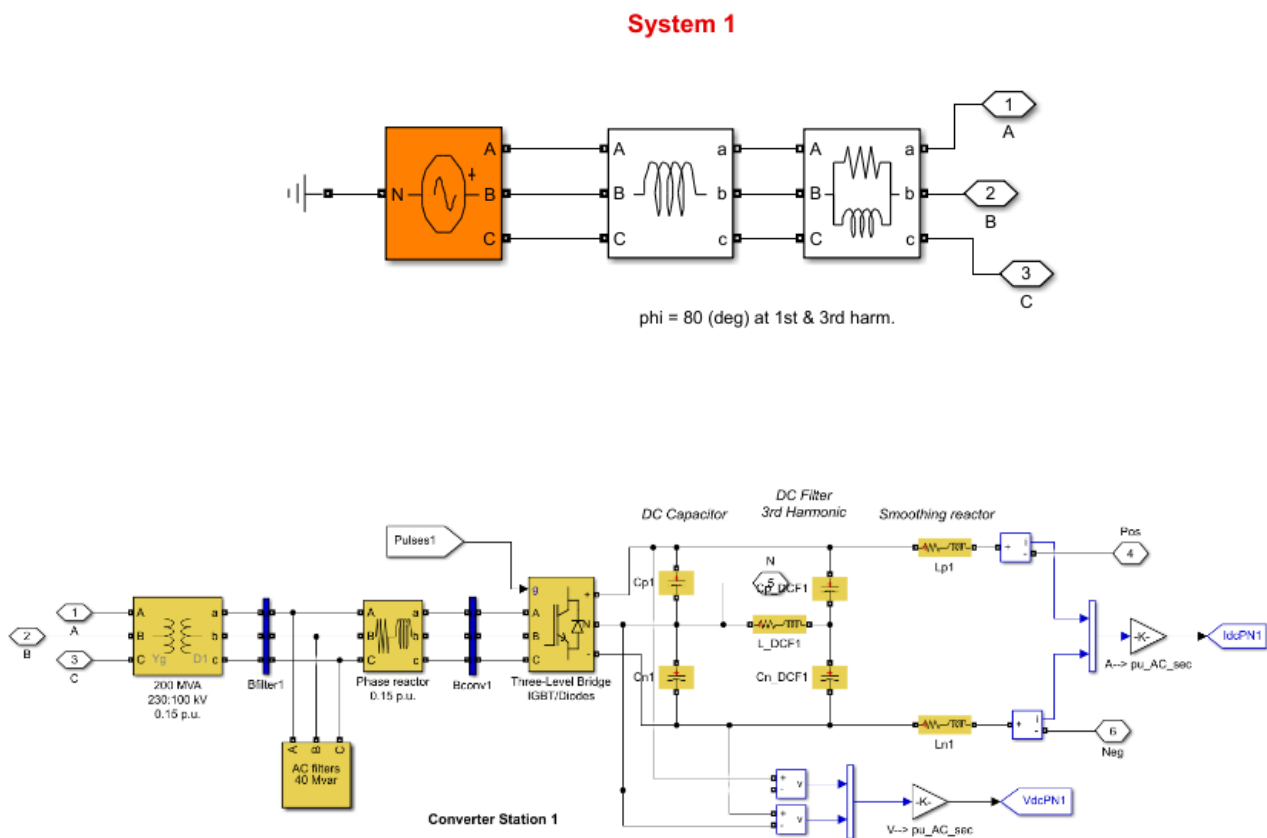 System 1
1
A
A
a
A
a
N
B
B
b
B
b
2
B
C
C
c
C
c
3
C
phi = 80 (deg) at 1st & 3rd harm.
DC Capacitor
DC Filter
3rd Harmonic
Smoothing reactor
Pulses1
Pos
4
Lp1
N
5
Cp1
Cp_DCF1
g
+
A
N
B
-
C
1
A
2
B
3
C
A
a
B
b
C
c
Yg
D1
A
a
B
b
C
c
L_DCF1
Cn1
Cn_DCF1
-K-
IdcPN1
A--> pu_AC_sec
200 MVA
230:100 kV
0.15 p.u.
Bfilter1
Phase reactor
0.15 p.u.
Bconv1
Three-Level Bridge
IGBT/Diodes
Ln1
+
i
-
+
i
-
6
Neg
A
B
C
AC filters
40 Mvar
+
-
v
+
-
v
-K-
VdcPN1
V--> pu_AC_sec
Converter Station 1